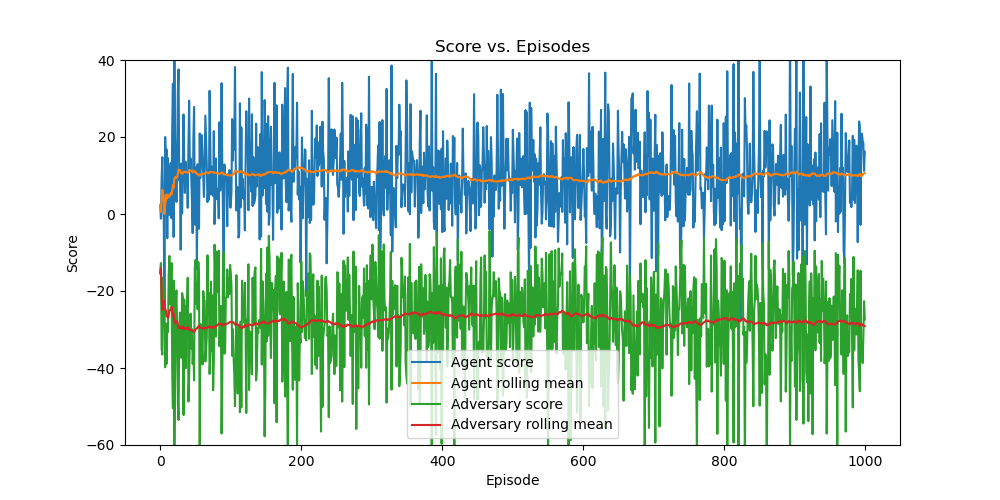 Score vs. Episodes
Score
40
20
0
−20
−40
−60
Agent score
Agent rolling mean
Adversary score
Adversary rolling mean
0 200 400 600 800 1000
Episode